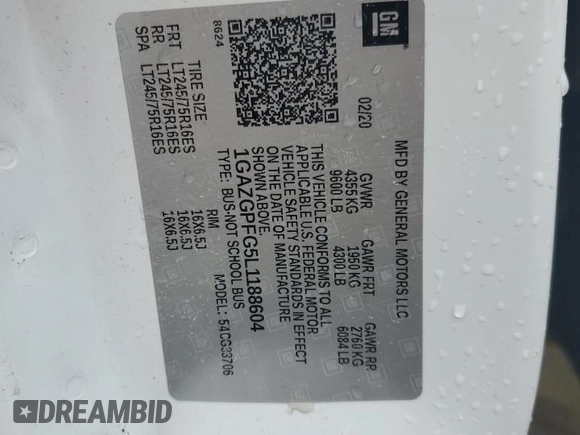 GM
MFD BY GENERAL MOTORS LLC
02/20
GVWR
GAWR FRT
GAWR RR
4355 KG
1950 KG
2760 KG
9600 LB
4300 LB
6084 LB
THIS VEHICLE CONFORMS TO ALL
APPLICABLE U.S. FEDERAL MOTOR
VEHICLE SAFETY STANDARDS IN EFFECT
ON THE DATE OF MANUFACTURE
SHOWN ABOVE.
1GAZGPFG5L1188604
TYPE: BUS-NOT SCHOOL BUS
MODEL: 54CG33706
8624
TIRE SIZE
RIM
FRT LT245/75R16ES 16X6.5J
RR LT245/75R16ES 16X6.5J
SPA LT245/75R16ES 16X6.5J
DREAMBID